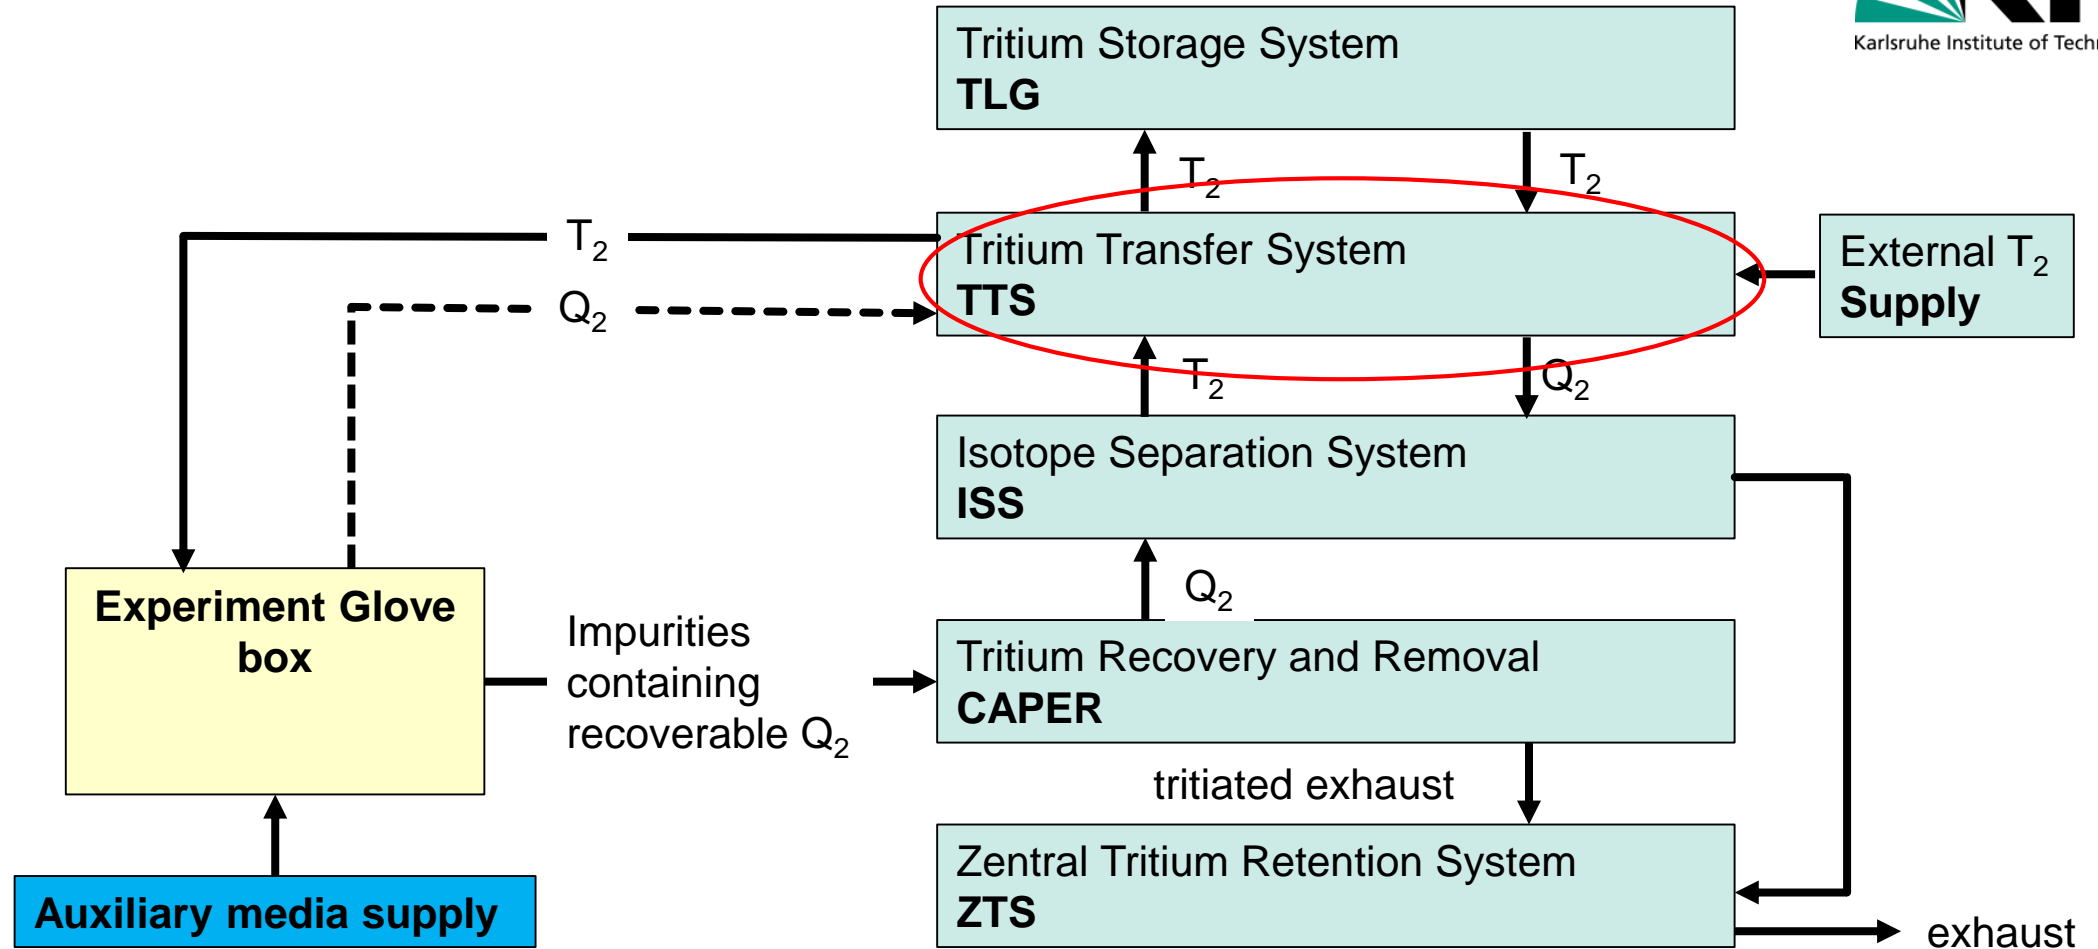 Karlsruhe Institute of
Tritium Storage System
TLG
T₂
T₂
T₂
Tritium Transfer System
TTS
External T₂
Supply
Q₂
T₂
Q₂
Isotope Separation System
ISS
Experiment Glove
box
Q₂
Impurities
containing
recoverable Q₂
Tritium Recovery and Removal
CAPER
tritiated exhaust
Zentral Tritium Retention System
ZTS
Auxiliary media supply
exhaust